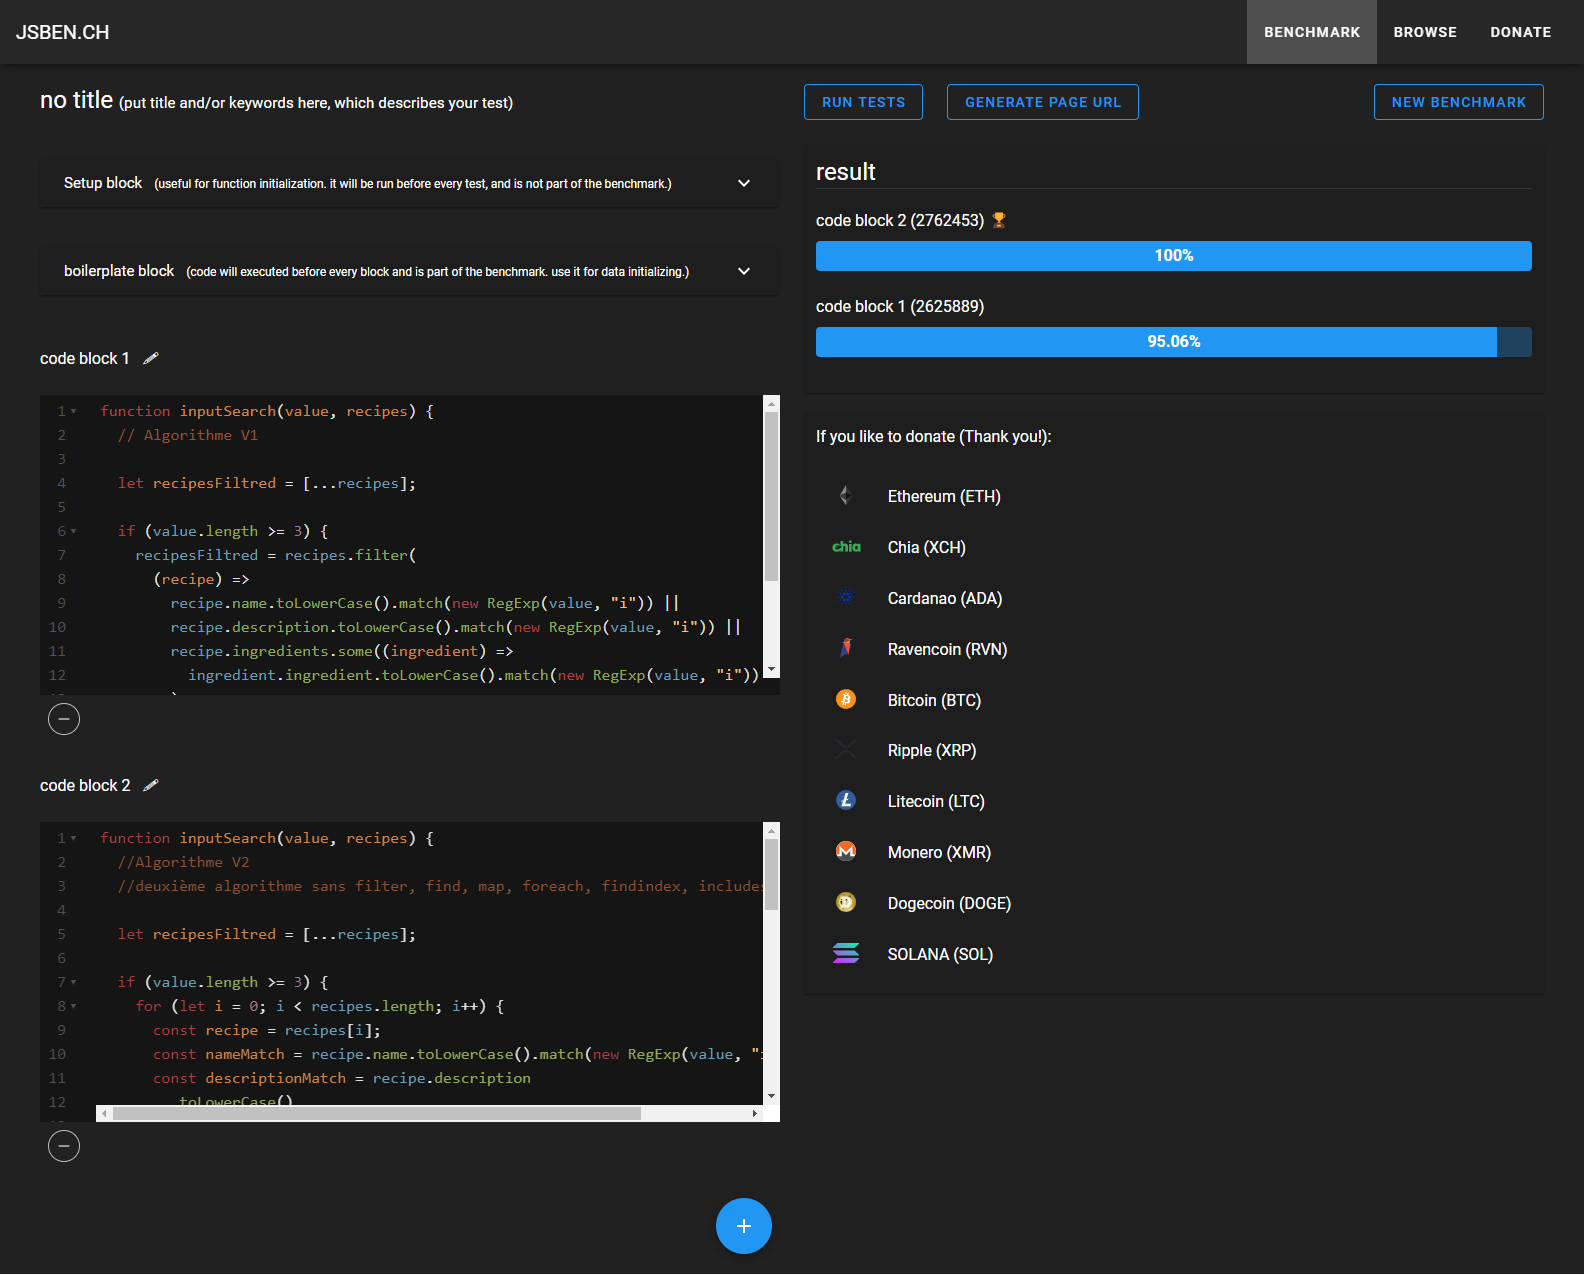 JSBEN.CH
BENCHMARK
BROWSE
DONATE
no title (put title and/or keywords here, which describes your test)
RUN TESTS
GENERATE PAGE URL
NEW BENCHMARK
Setup block (useful for function initialization. it will be run before every test, and is not part of the benchmark.)
boilerplate block (code will executed before every block and is part of the benchmark. use it for data initializing.)
code block 1
1 function inputSearch(value, recipes) {
2 // Algorithme V1
3
4 let recipesFiltred = [...recipes];
5
6 if (value.length >= 3) {
7 recipesFiltred = recipes.filter(
8 (recipe) =>
9 recipe.name.toLowerCase().match(new RegExp(value, "i")) ||
10 recipe.description.toLowerCase().match(new RegExp(value, "i")) ||
11 recipe.ingredients.some((ingredient) =>
12 ingredient.ingredient.toLowerCase().match(new RegExp(value, "i"))
code block 2
1 function inputSearch(value, recipes) {
2 //Algorithme V2
3 //deuxième algorithme sans filter, find, map, foreach, findindex, includes
4
5 let recipesFiltred = [...recipes];
6
7 if (value.length >= 3) {
8 for (let i = 0; i < recipes.length; i++) {
9 const recipe = recipes[i];
10 const nameMatch = recipe.name.toLowerCase().match(new RegExp(value, "i
11 const descriptionMatch = recipe.description
12 .toLowerCase()
result
code block 2 (2762453) 🏆
100%
code block 1 (2625889)
95.06%
If you like to donate (Thank you!):
Ethereum (ETH)
chia Chia (XCH)
Cardanao (ADA)
Ravencoin (RVN)
Bitcoin (BTC)
Ripple (XRP)
Litecoin (LTC)
Monero (XMR)
Dogecoin (DOGE)
SOLANA (SOL)